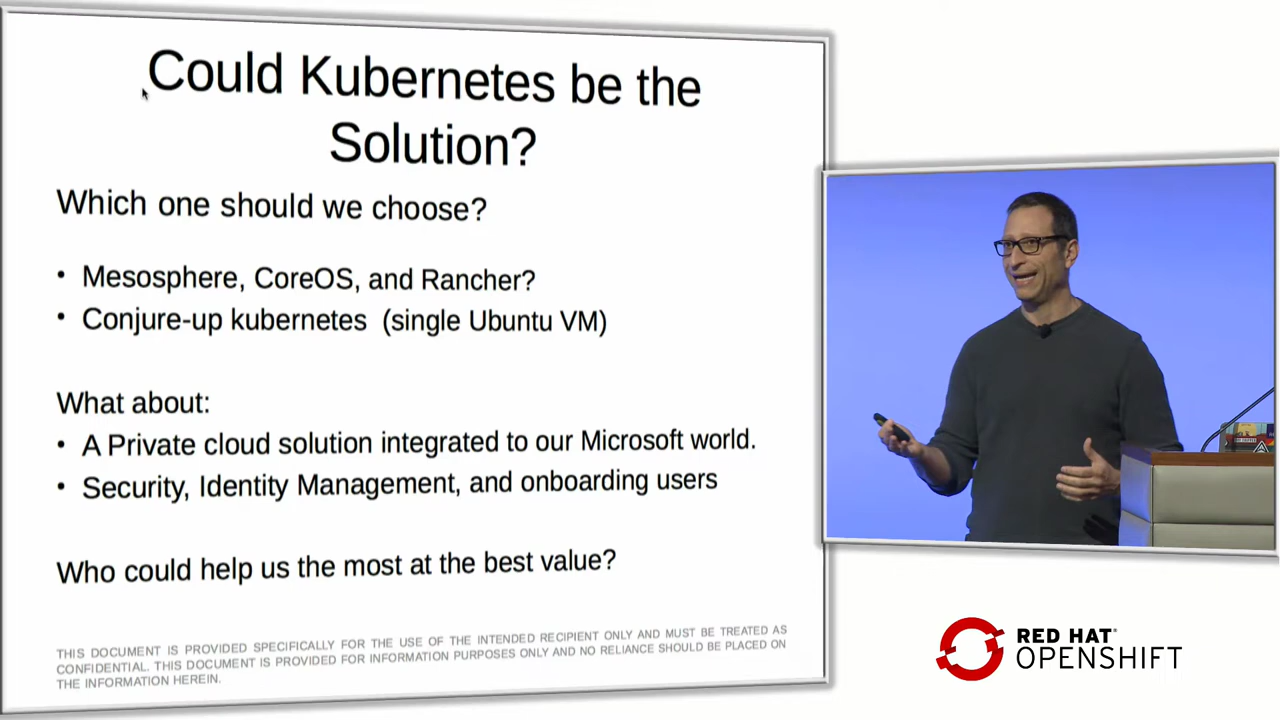 Could Kubernetes be the
Solution?
Which one should we choose?
• Mesosphere, CoreOS, and Rancher?
• Conjure-up kubernetes (single Ubuntu VM)
What about:
• A Private cloud solution integrated to our Microsoft world.
• Security, Identity Management, and onboarding users
Who could help us the most at the best value?
THIS DOCUMENT IS PROVIDED SPECIFICALLY FOR THE USE OF THE INTENDED RECIPIENT ONLY AND MUST BE TREATED AS
CONFIDENTIAL. THIS DOCUMENT IS PROVIDED FOR INFORMATION PURPOSES ONLY AND NO RELIANCE SHOULD BE PLACED ON
THE INFORMATION HEREIN.
RED HAT®
OPENSHIFT